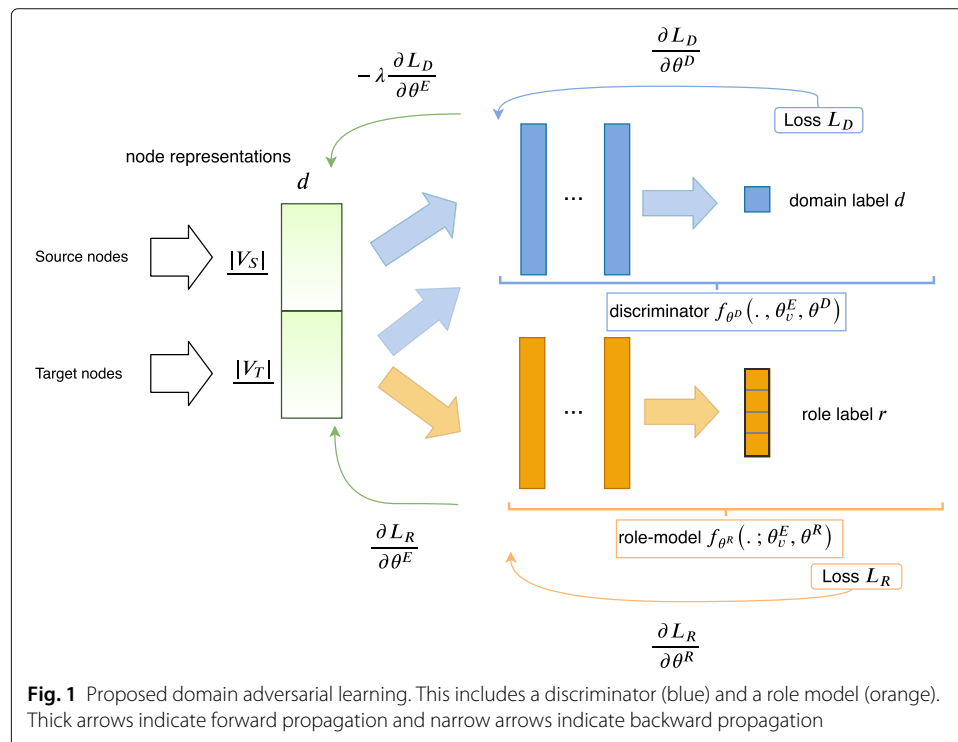 − λ ∂L_D / ∂θ^E
∂L_D / ∂θ^D
Loss L_D
node representations
d
...
domain label d
Source nodes
|V_S|
discriminator f_{θ^D}(. , θ_v^E, θ^D)
Target nodes
|V_T|
...
role label r
∂L_R / ∂θ^E
role-model f_{θ^R}(. ; θ_v^E, θ^R)
Loss L_R
∂L_R / ∂θ^R
Fig. 1 Proposed domain adversarial learning. This includes a discriminator (blue) and a role model (orange).
Thick arrows indicate forward propagation and narrow arrows indicate backward propagation